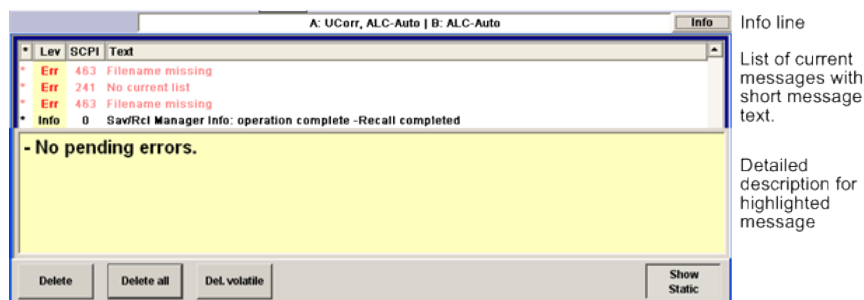 A: UCorr, ALC-Auto | B: ALC-Auto
Info
Info line
* Lev SCPI Text
* Err 463 Filename missing
* Err 241 No current list
* Err 463 Filename missing
* Info 0 Sav/Rcl Manager Info: operation complete -Recall completed
List of current
messages with
short message
text.
- No pending errors.
Detailed
description for
highlighted
message
Delete
Delete all
Del. volatile
Show
Static